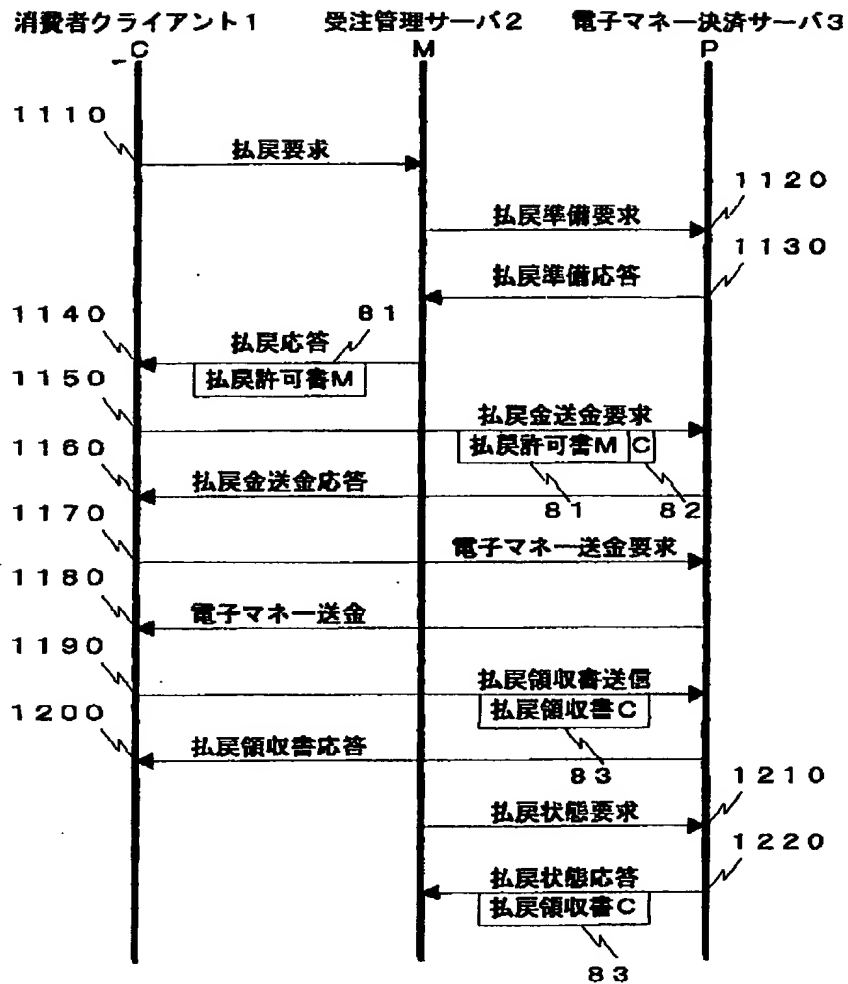 消費者クライアント1 受注管理サーバ2 電子マネー決済サーバ3
C M P
1110
払戻要求
1120
払戻準備要求
1130
払戻準備応答
1140
81
払戻応答
払戻許可書M
1150
払戻金送金要求
払戻許可書M C
1160
払戻金送金応答
81 82
1170
電子マネー送金要求
1180
電子マネー送金
1190
払戻領収書送信
払戻領収書C
1200
払戻領収書応答
83
1210
払戻状態要求
1220
払戻状態応答
払戻領収書C
83